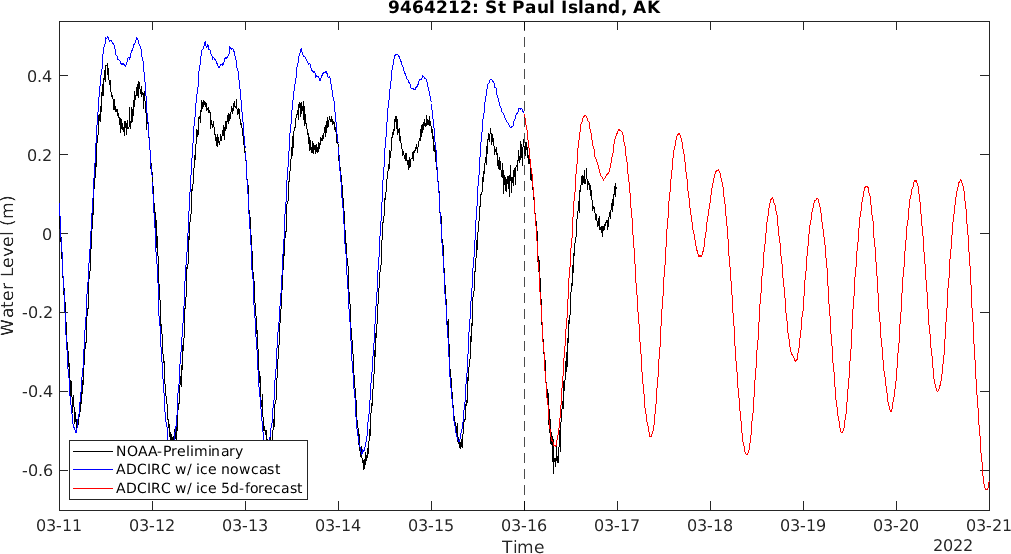 9464212: St Paul Island, AK
0.4
0.2
0
-0.2
-0.4
-0.6
Water Level (m)
NOAA-Preliminary
ADCIRC w/ ice nowcast
ADCIRC w/ ice 5d-forecast
03-11 03-12 03-13 03-14 03-15 03-16 03-17 03-18 03-19 03-20 03-21
Time
2022